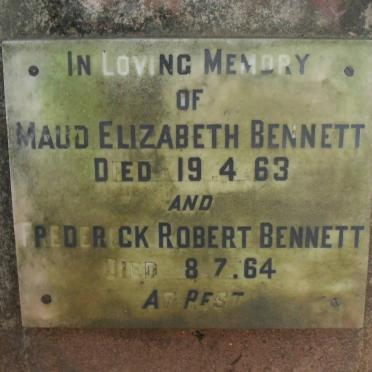 IN LOVING MEMORY
OF
MAUD ELIZABETH BENNETT
DIED 19.4.63
AND
FREDERICK ROBERT BENNETT
DIED 8.7.64
AT REST